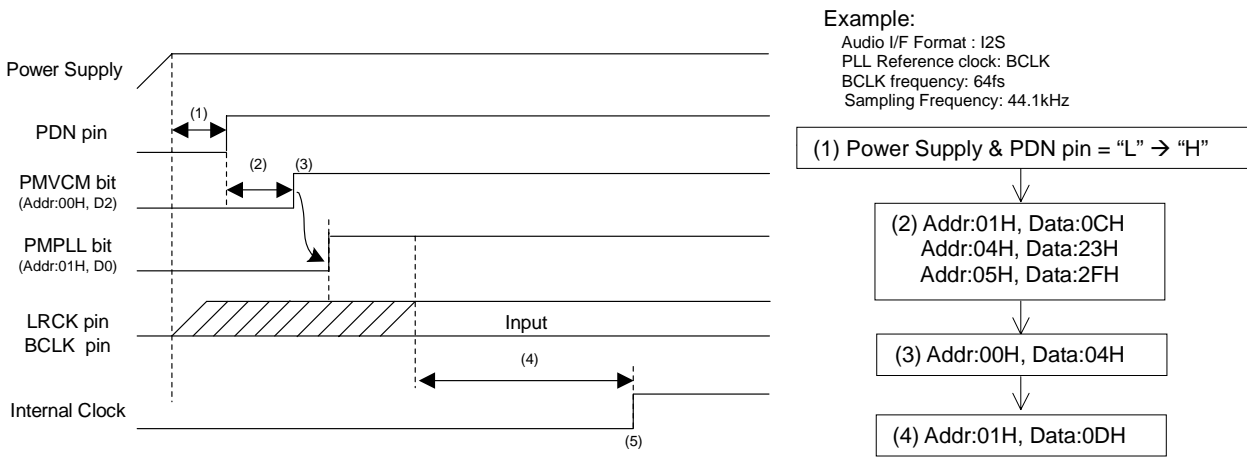 Power Supply
(1)
PDN pin
(2)
(3)
PMVCM bit
(Addr:00H, D2)
PMPLL bit
(Addr:01H, D0)
LRCK pin
BCLK pin
Input
(4)
Internal Clock
(5)
Example:
Audio I/F Format : I2S
PLL Reference clock: BCLK
BCLK frequency: 64fs
Sampling Frequency: 44.1kHz
(1) Power Supply & PDN pin = “L” → “H”
(2) Addr:01H, Data:0CH
Addr:04H, Data:23H
Addr:05H, Data:2FH
(3) Addr:00H, Data:04H
(4) Addr:01H, Data:0DH